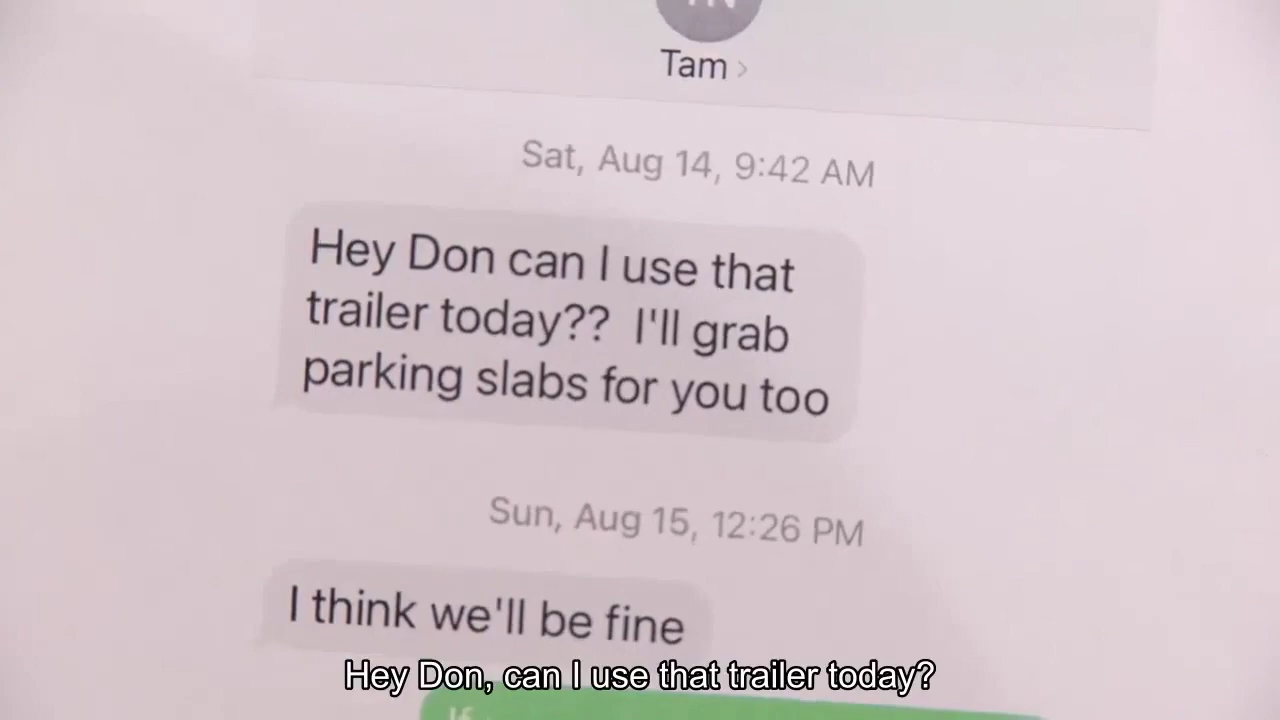 Tam >
Sat, Aug 14, 9:42 AM
Hey Don can I use that
trailer today?? I'll grab
parking slabs for you too
Sun, Aug 15, 12:26 PM
I think we'll be fine
Hey Don, can I use that trailer today?